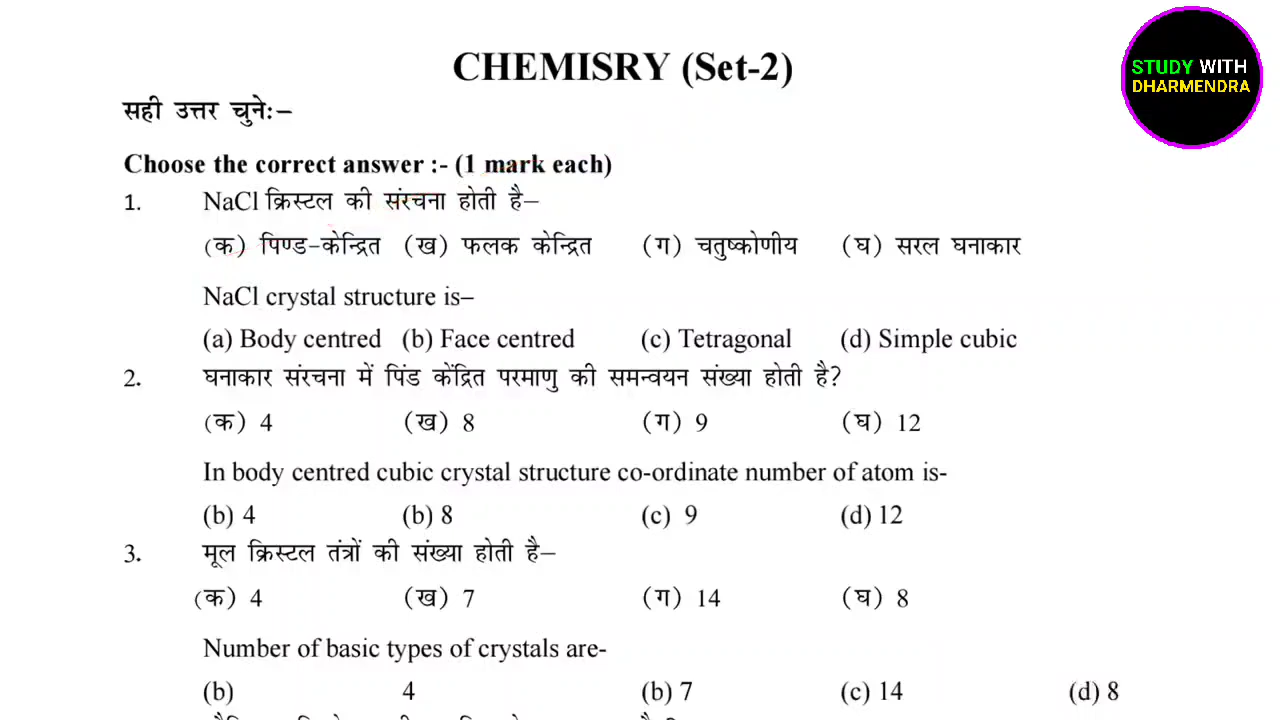 CHEMISRY (Set-2)
STUDY WITH
DHARMENDRA
सही उत्तर चुनेः–
Choose the correct answer :- (1 mark each)
1. NaCl क्रिस्टल की संरचना होती है–
(क) पिण्ड-केन्द्रित (ख) फलक केन्द्रित (ग) चतुष्कोणीय (घ) सरल घनाकार
NaCl crystal structure is–
(a) Body centred (b) Face centred (c) Tetragonal (d) Simple cubic
2. घनाकार संरचना में पिंड केंद्रित परमाणु की समन्वयन संख्या होती है?
(क) 4 (ख) 8 (ग) 9 (घ) 12
In body centred cubic crystal structure co-ordinate number of atom is-
(b) 4 (b) 8 (c) 9 (d) 12
3. मूल क्रिस्टल तंत्रों की संख्या होती है–
(क) 4 (ख) 7 (ग) 14 (घ) 8
Number of basic types of crystals are-
(b) 4 (b) 7 (c) 14 (d) 8